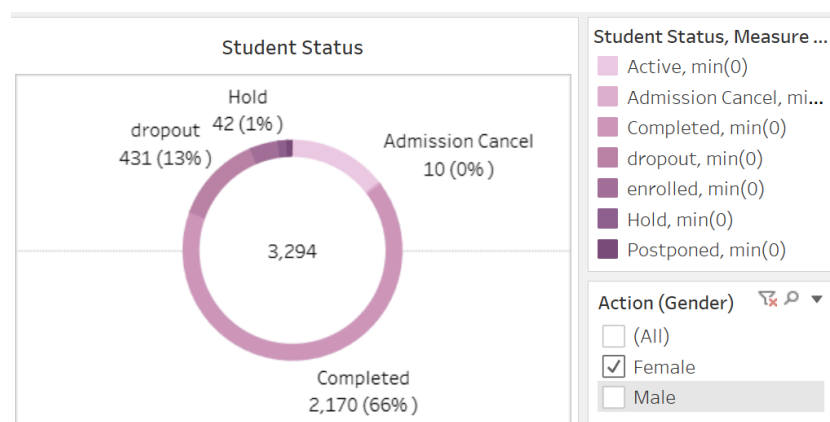 Student Status
Hold
42 (1% )
dropout
431 (13% )
Admission Cancel
10 (0% )
3,294
Completed
2,170 (66% )
Student Status, Measure ...
Active, min(0)
Admission Cancel, mi...
Completed, min(0)
dropout, min(0)
enrolled, min(0)
Hold, min(0)
Postponed, min(0)
Action (Gender)
(All)
Female
Male